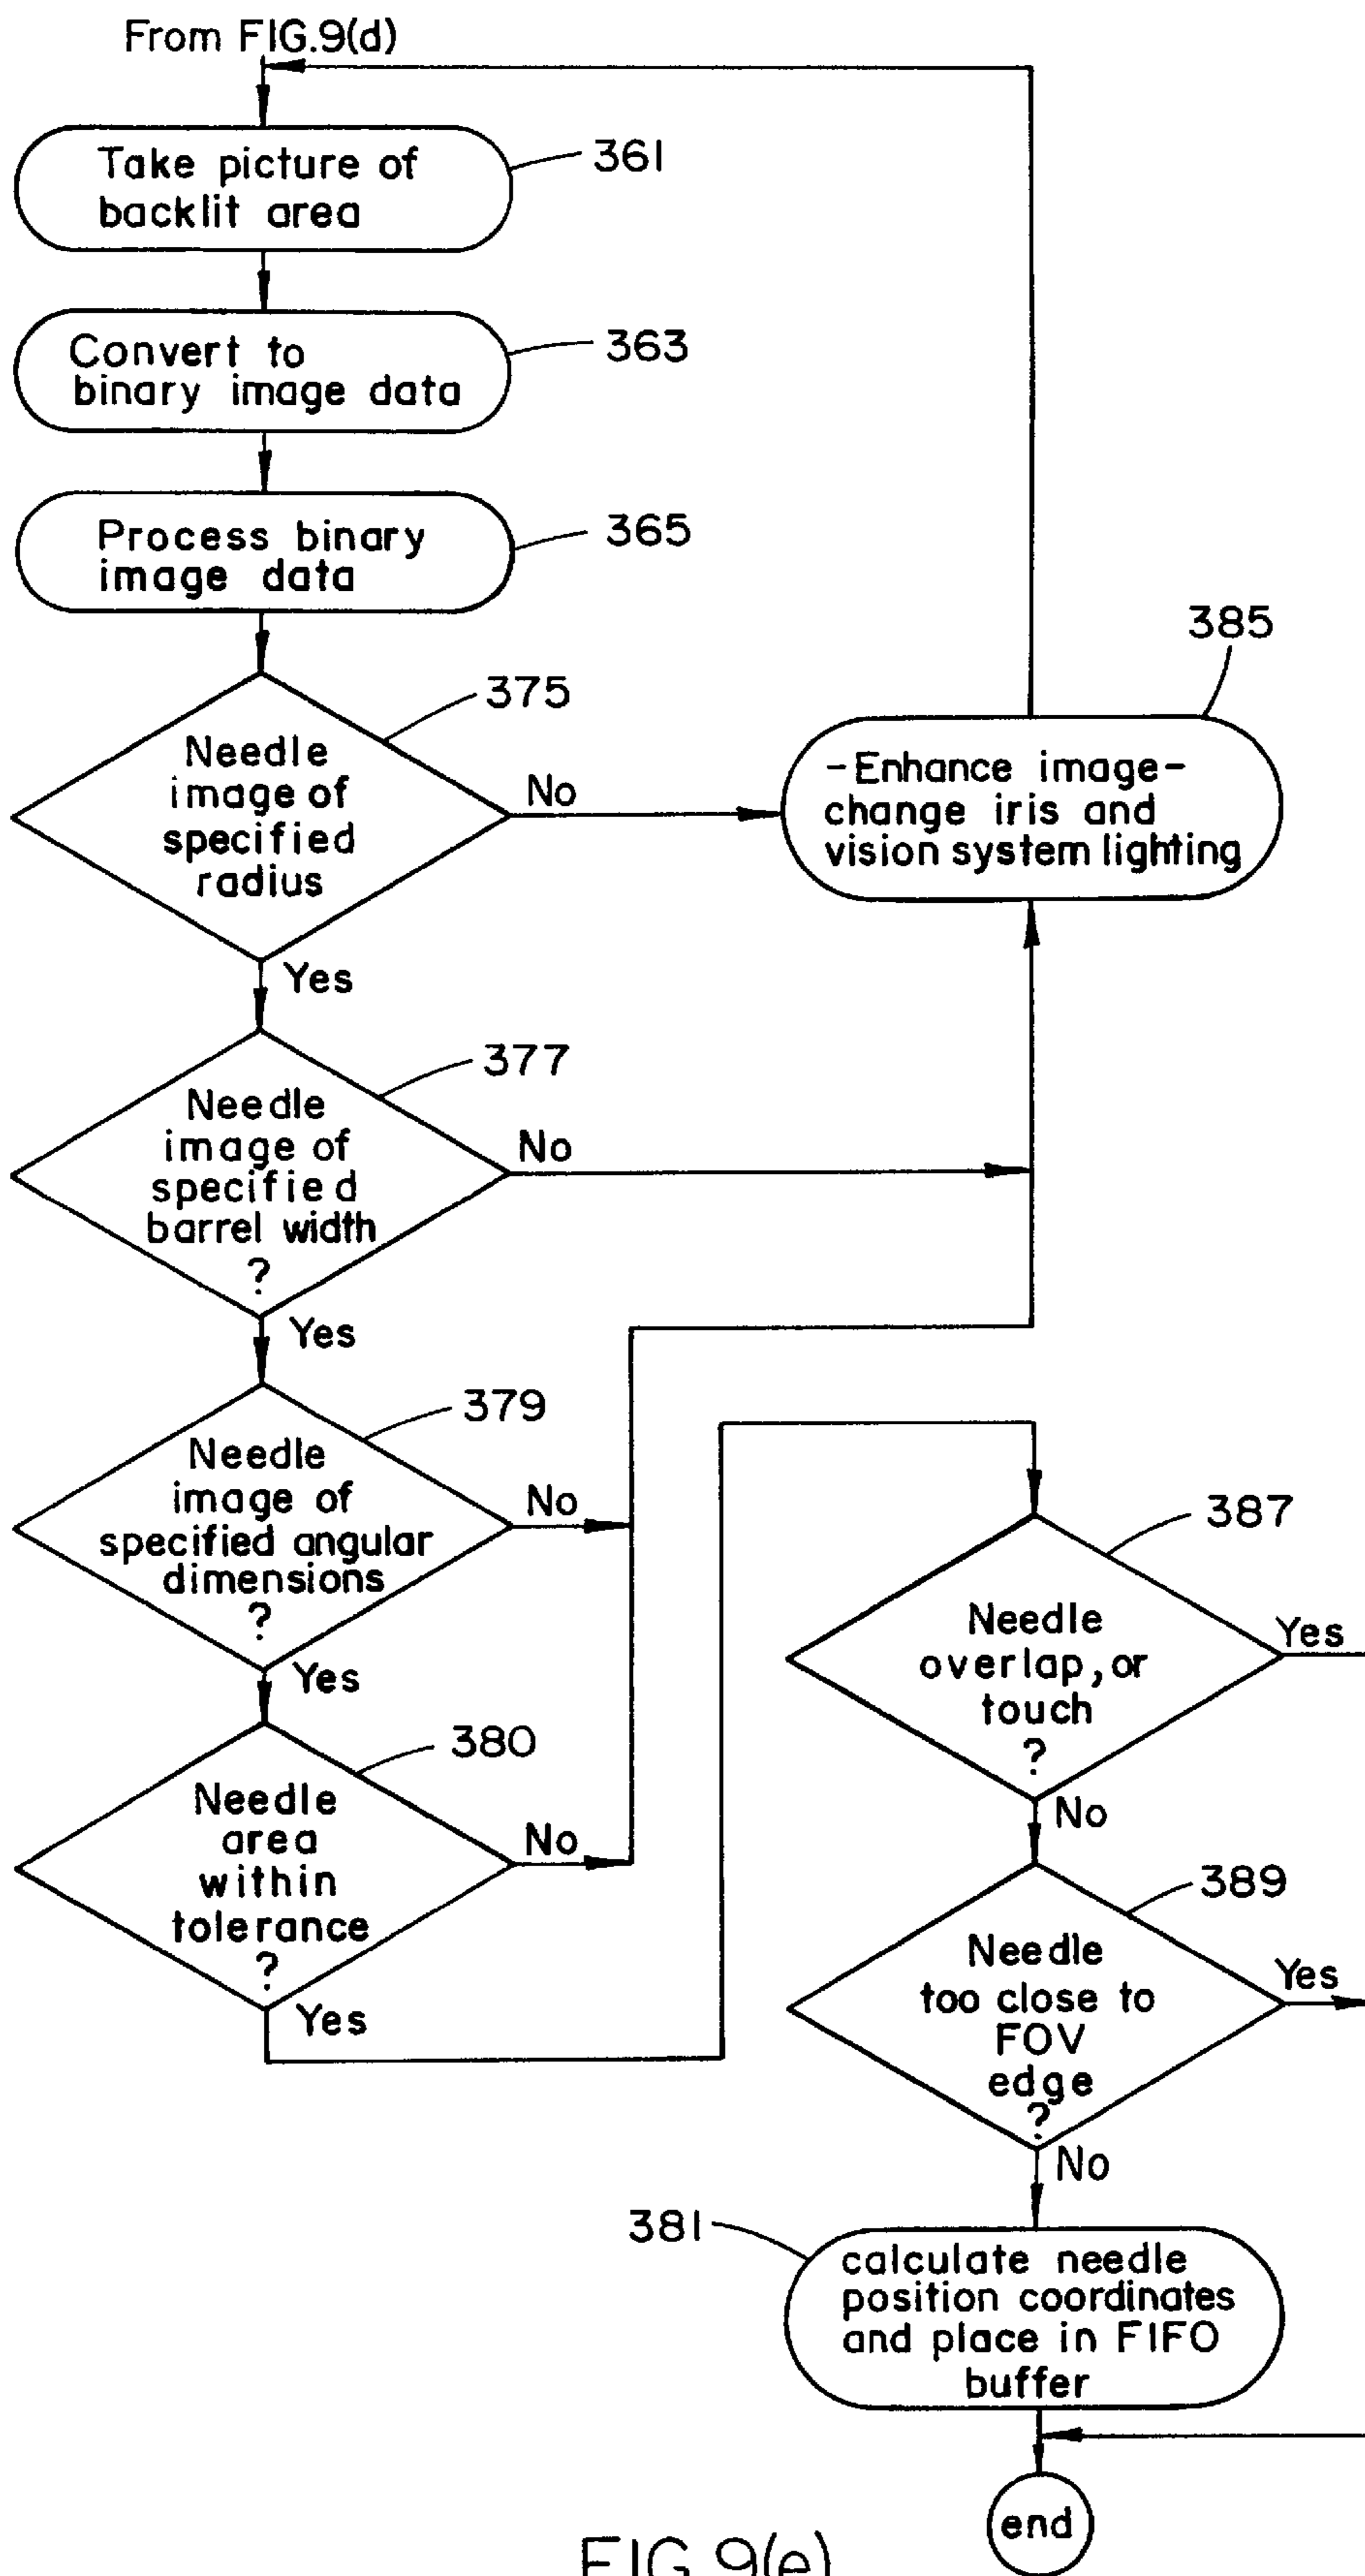 From FIG.9(d)
Take picture of
backlit area
361
Convert to
binary image data
363
Process binary
image data
365
375
Needle
image of
specified
radius
No
Yes
385
-Enhance image-
change iris and
vision system lighting
377
Needle
image of
specified
barrel width
?
No
Yes
379
Needle
image of
specified angular
dimensions
?
No
Yes
380
Needle
area
within
tolerance
?
No
Yes
387
Needle
overlap, or
touch
?
Yes
No
389
Needle
too close to
FOV
edge
?
Yes
No
381
calculate needle
position coordinates
and place in FIFO
buffer
end
FIG.9(e)